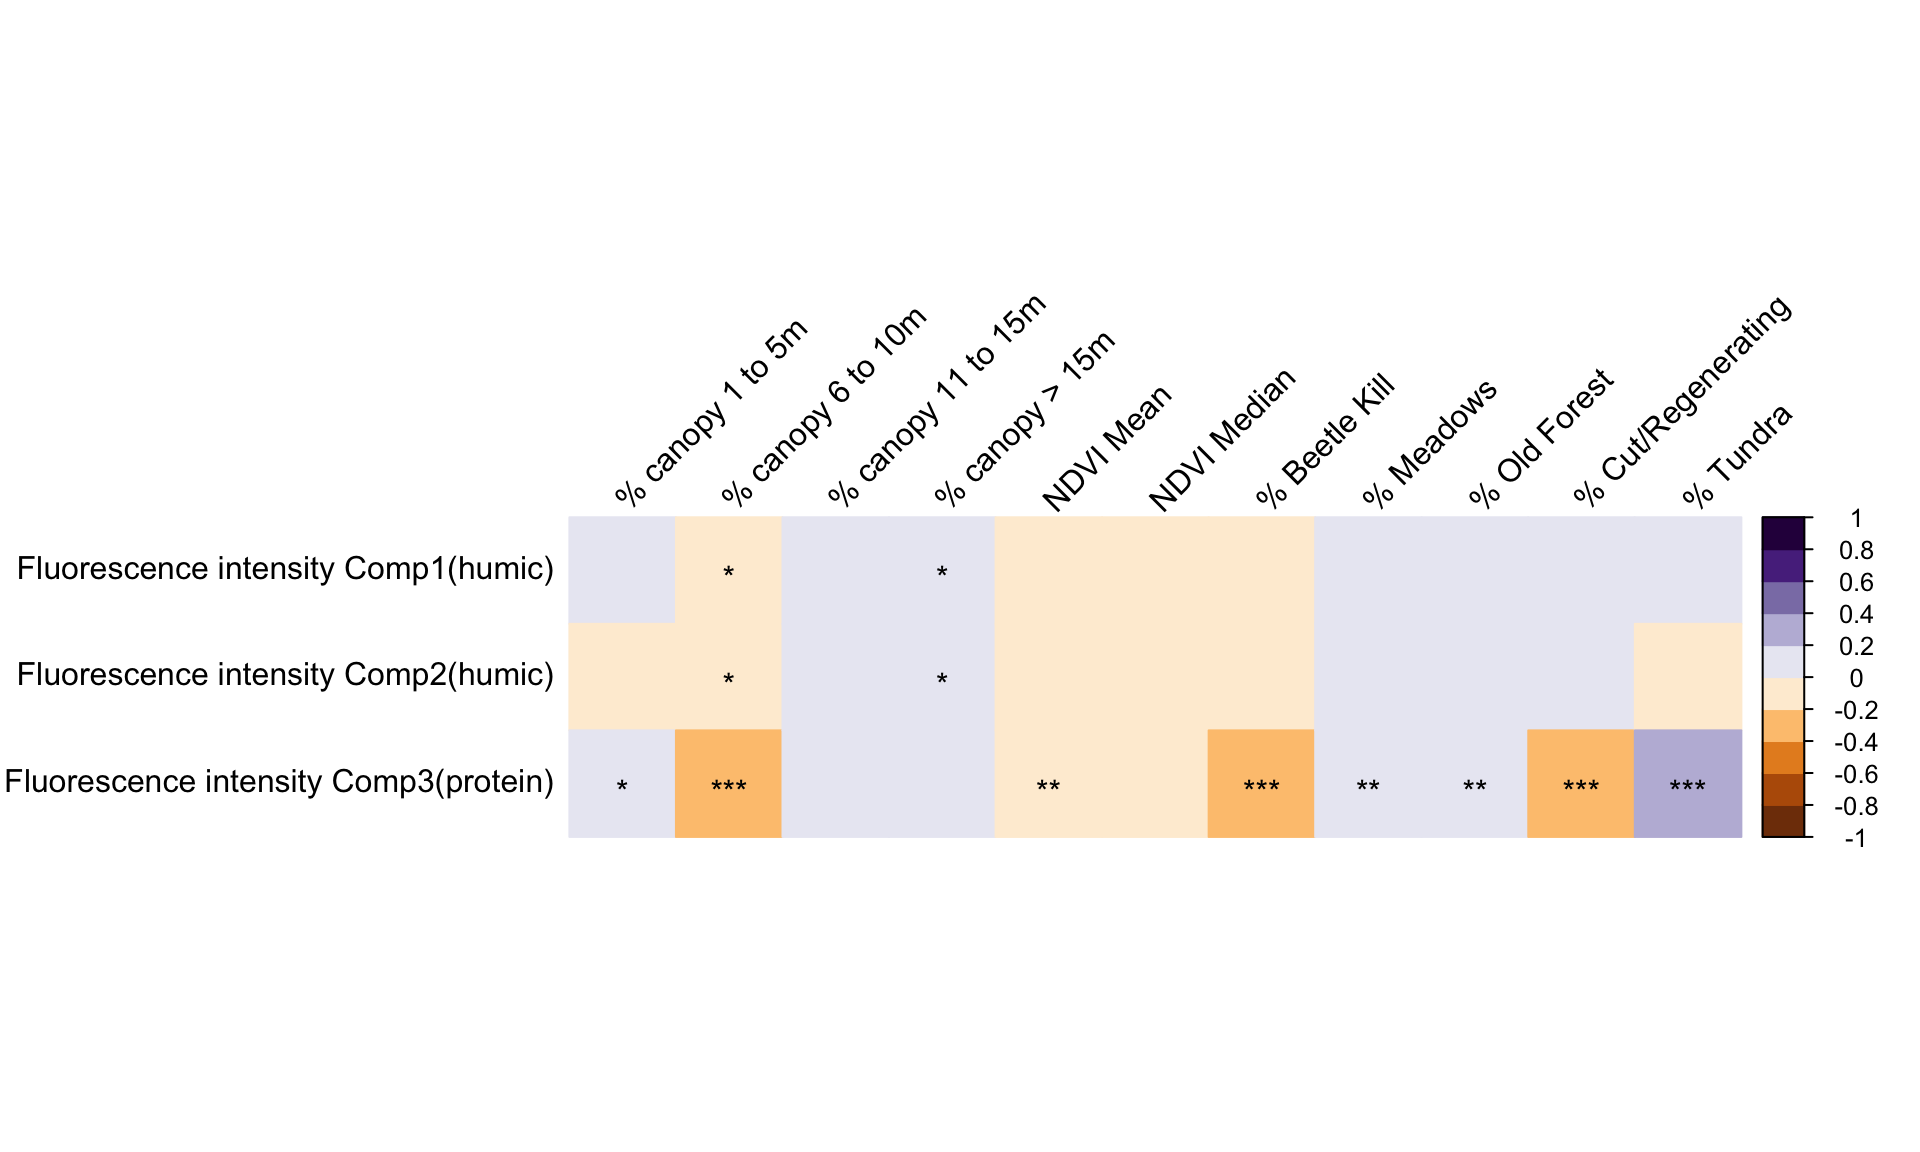 % canopy 1 to 5m
% canopy 6 to 10m
% canopy 11 to 15m
% canopy > 15m
NDVI Mean
NDVI Median
% Beetle Kill
% Meadows
% Old Forest
% Cut/Regenerating
% Tundra
Fluorescence intensity Comp1(humic)
* *
Fluorescence intensity Comp2(humic)
* *
Fluorescence intensity Comp3(protein)
* *** ** *** ** ** *** ***
1
0.8
0.6
0.4
0.2
0
-0.2
-0.4
-0.6
-0.8
-1